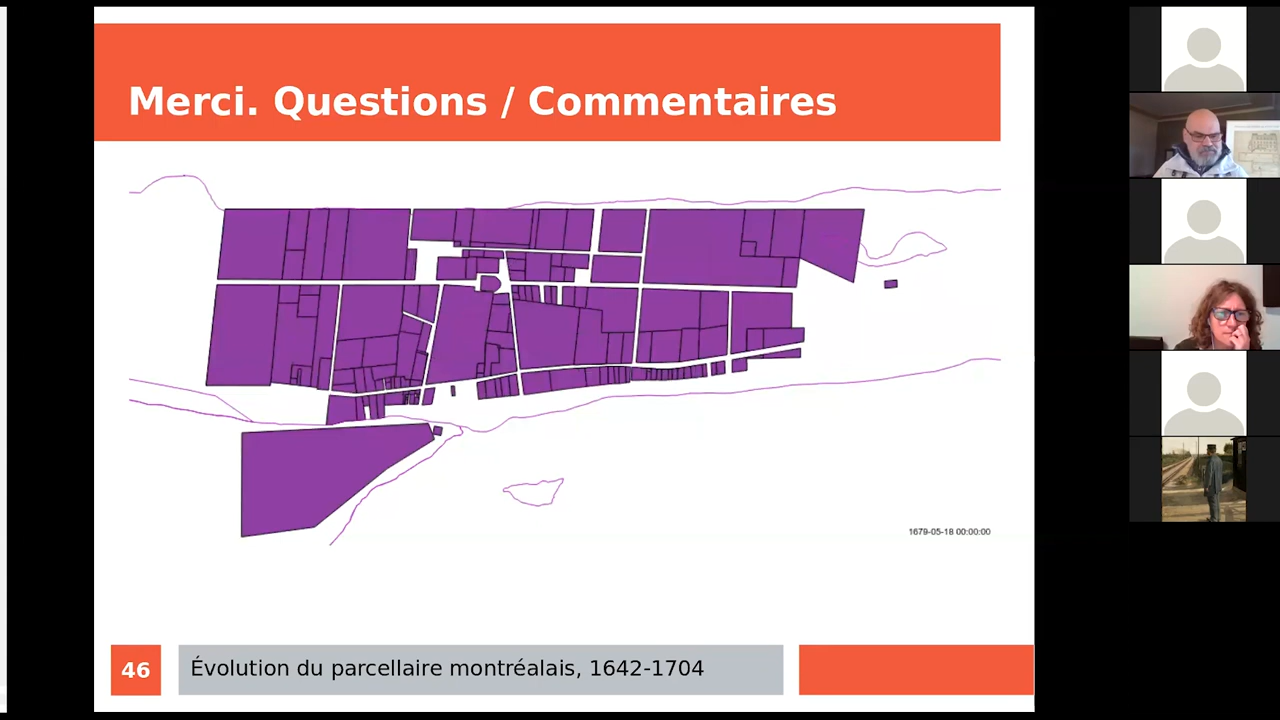 Merci. Questions / Commentaires
1679-05-18 00:00:00
46
Évolution du parcellaire montréalais, 1642-1704